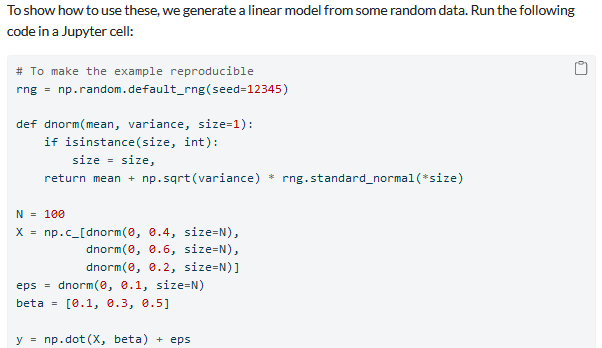 To show how to use these, we generate a linear model from some random data. Run the following
code in a Jupyter cell:
# To make the example reproducible
rng = np.random.default_rng(seed=12345)

def dnorm(mean, variance, size=1):
    if isinstance(size, int):
        size = size,
    return mean + np.sqrt(variance) * rng.standard_normal(*size)

N = 100
X = np.c_[dnorm(0, 0.4, size=N),
          dnorm(0, 0.6, size=N),
          dnorm(0, 0.2, size=N)]
eps = dnorm(0, 0.1, size=N)
beta = [0.1, 0.3, 0.5]

y = np.dot(X, beta) + eps